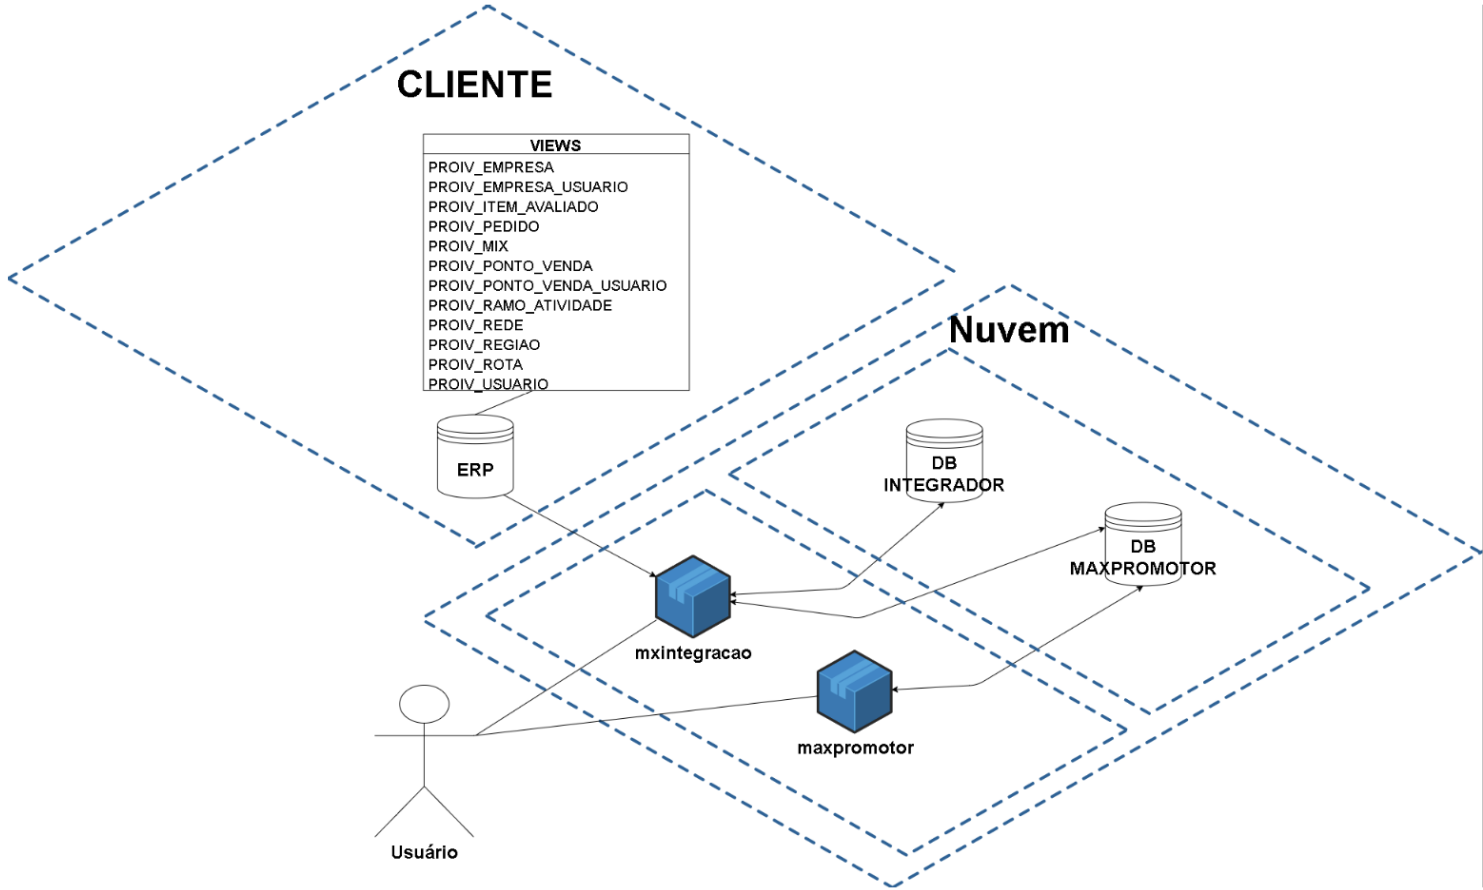 CLIENTE
VIEWS
PROIV_EMPRESA
PROIV_EMPRESA_USUARIO
PROIV_ITEM_AVALIADO
PROIV_PEDIDO
PROIV_MIX
PROIV_PONTO_VENDA
PROIV_PONTO_VENDA_USUARIO
PROIV_RAMO_ATIVIDADE
PROIV_REDE
PROIV_REGIAO
PROIV_ROTA
PROIV_USUARIO
ERP
Nuvem
DB
INTEGRADOR
DB
MAXPROMOTOR
mxintegracao
maxpromotor
Usuário